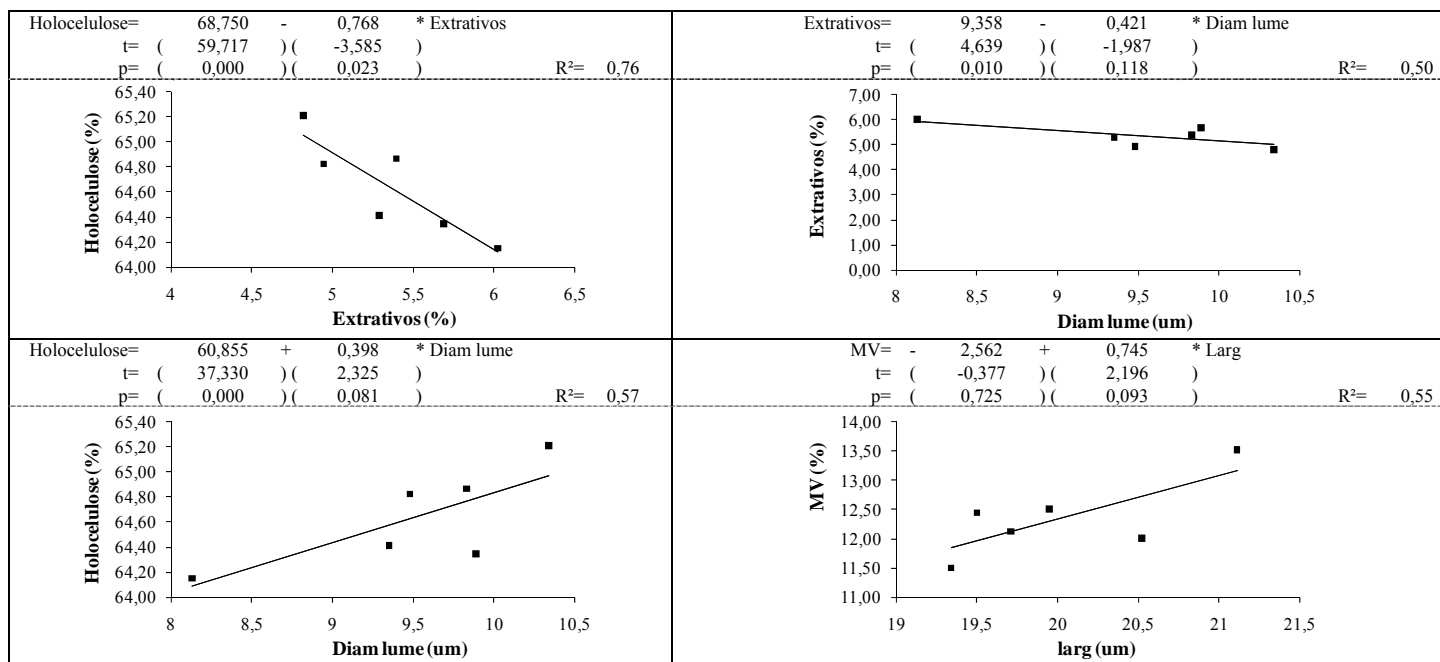 Holocelulose= 68,750 - 0,768 * Extrativos
t= ( 59,717 ) ( -3,585 )
p= ( 0,000 ) ( 0,023 ) R²= 0,76
65,40
65,20
65,00
64,80
64,60
64,40
64,20
64,00
Holocelulose (%)
4 4,5 5 5,5 6 6,5
Extrativos (%)
Extrativos= 9,358 - 0,421 * Diam lume
t= ( 4,639 ) ( -1,987 )
p= ( 0,010 ) ( 0,118 ) R²= 0,50
7,00
6,00
5,00
4,00
3,00
2,00
1,00
0,00
Extrativos (%)
8 8,5 9 9,5 10 10,5
Diam lume (um)
Holocelulose= 60,855 + 0,398 * Diam lume
t= ( 37,330 ) ( 2,325 )
p= ( 0,000 ) ( 0,081 ) R²= 0,57
65,40
65,20
65,00
64,80
64,60
64,40
64,20
64,00
Holocelulose (%)
8 8,5 9 9,5 10 10,5
Diam lume (um)
MV= - 2,562 + 0,745 * Larg
t= ( -0,377 ) ( 2,196 )
p= ( 0,725 ) ( 0,093 ) R²= 0,55
14,00
13,50
13,00
12,50
12,00
11,50
11,00
MV (%)
19 19,5 20 20,5 21 21,5
larg (um)